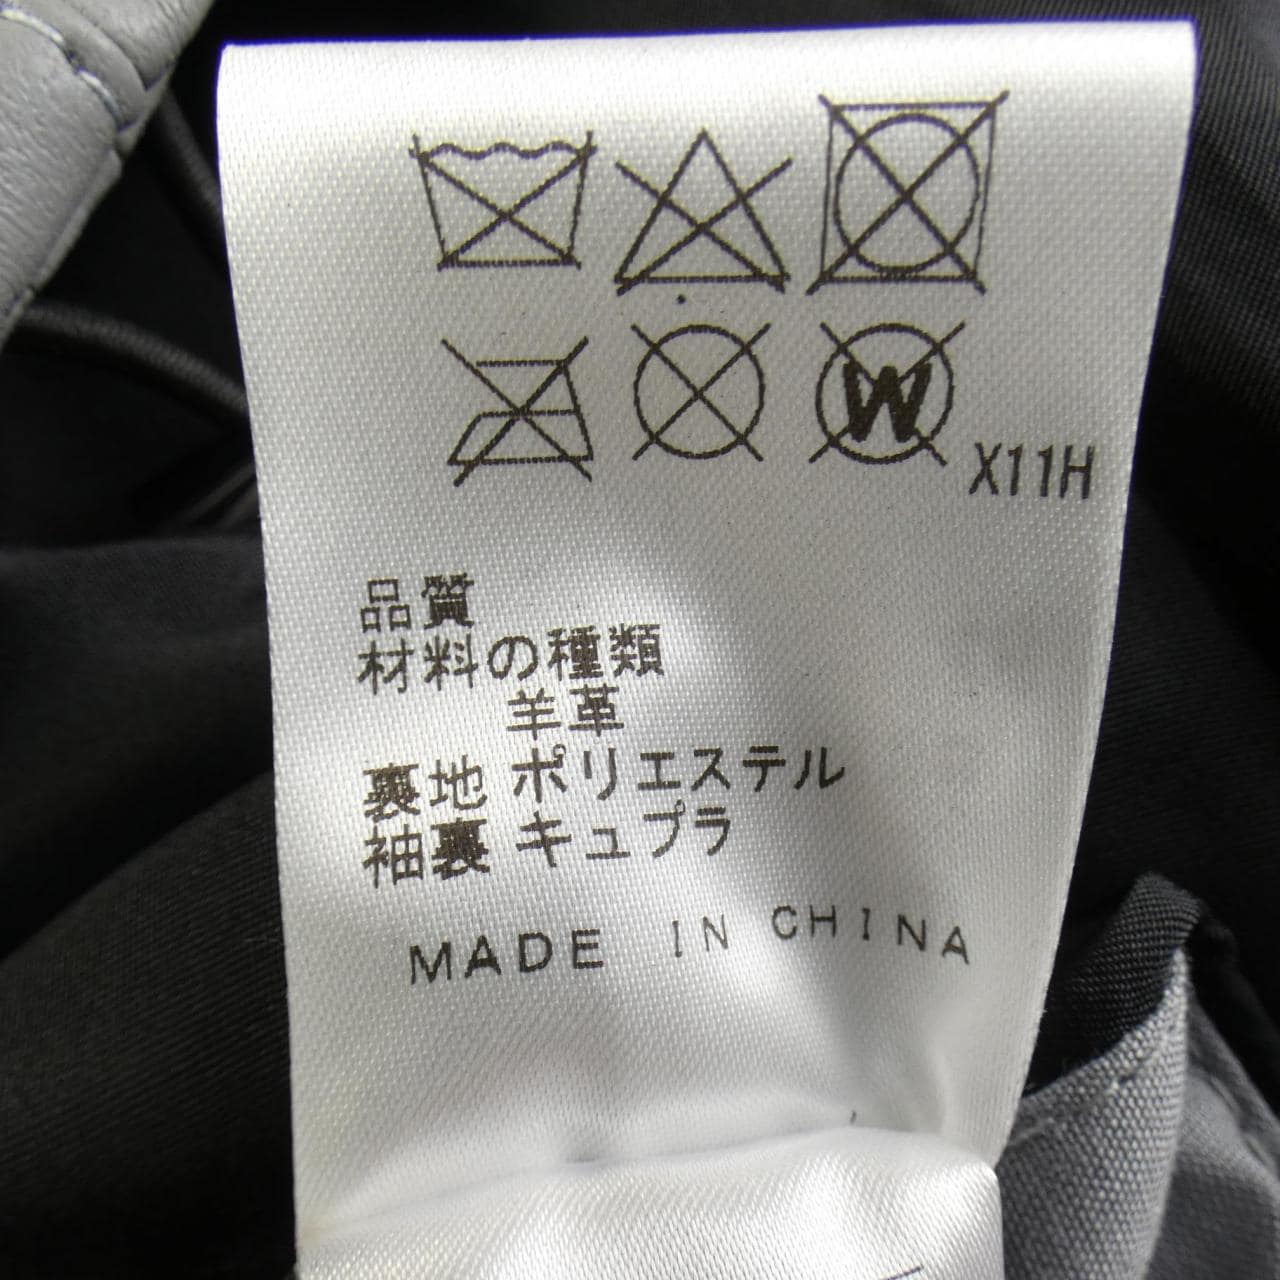 W
X11H
品質
材料の種類
羊革
裏地 ポリエステル
袖裏 キュプラ
MADE IN CHINA